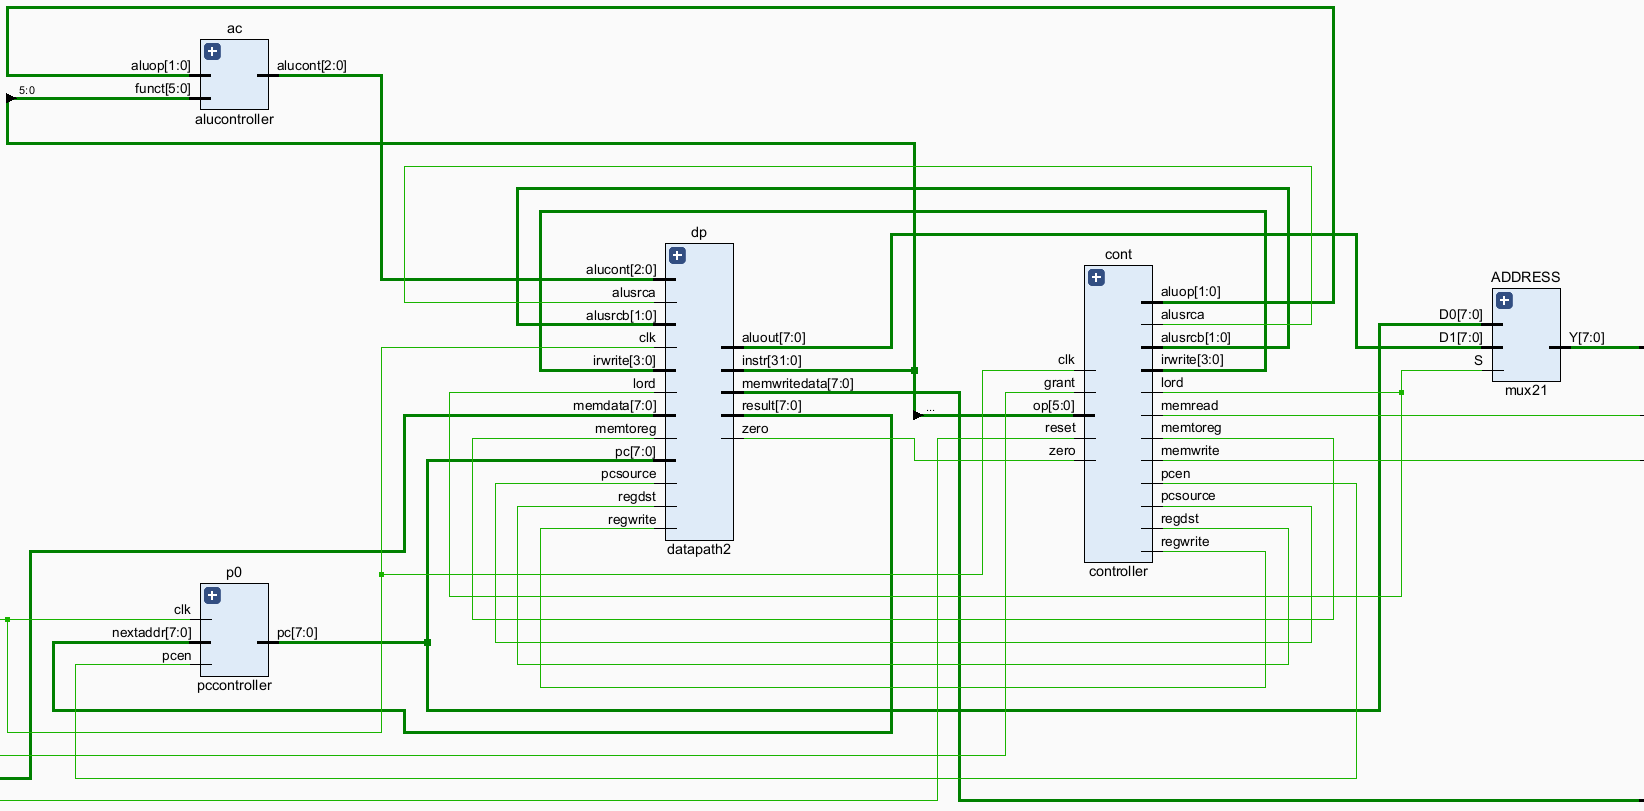 ac
aluop[1:0]
funct[5:0]
alucont[2:0]
5:0
alucontroller
dp
alucont[2:0]
alusrca
alusrcb[1:0]
clk
irwrite[3:0]
lord
memdata[7:0]
memtoreg
pc[7:0]
pcsource
regdst
regwrite
aluout[7:0]
instr[31:0]
memwritedata[7:0]
result[7:0]
zero
datapath2
...
cont
clk
grant
op[5:0]
reset
zero
aluop[1:0]
alusrca
alusrcb[1:0]
irwrite[3:0]
lord
memread
memtoreg
memwrite
pcen
pcsource
regdst
regwrite
controller
ADDRESS
D0[7:0]
D1[7:0]
S
Y[7:0]
mux21
p0
clk
nextaddr[7:0]
pcen
pc[7:0]
pccontroller